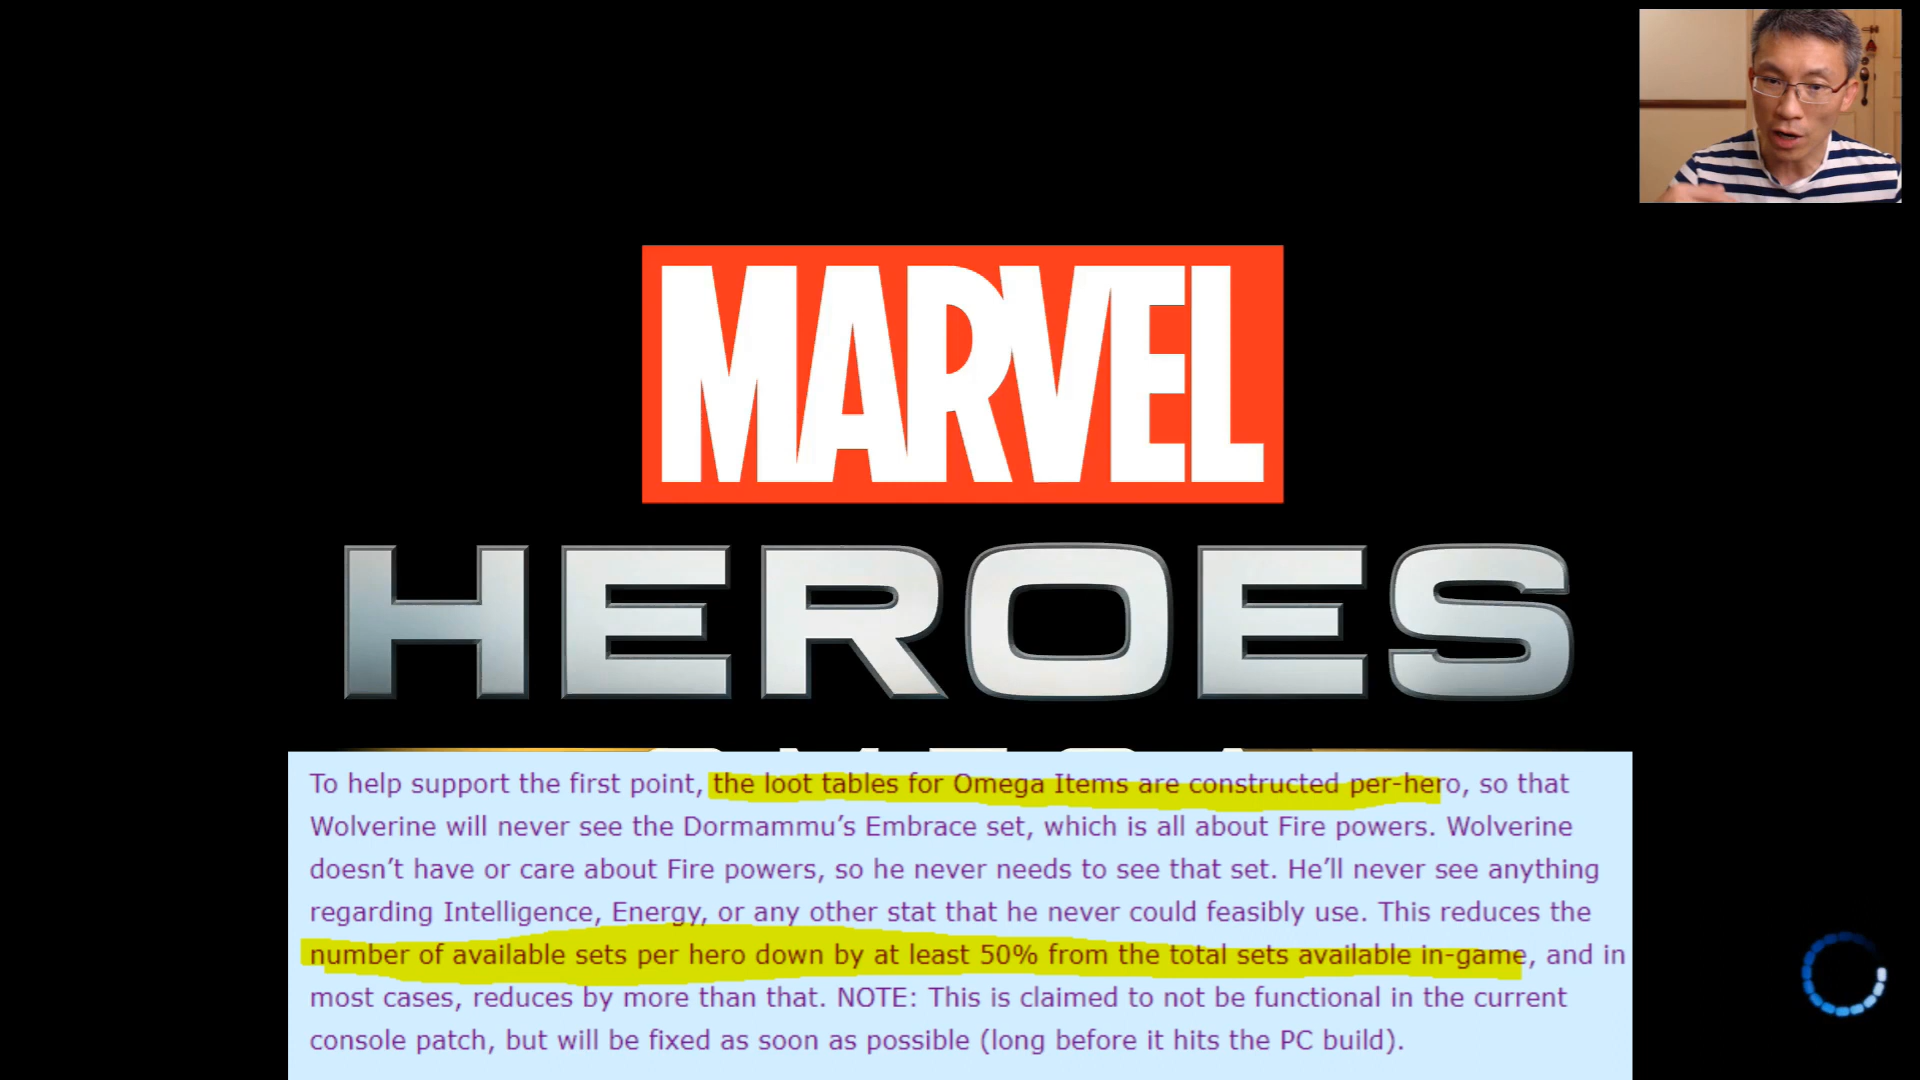 MARVEL
HEROES
To help support the first point, the loot tables for Omega Items are constructed per-hero, so that
Wolverine will never see the Dormammu’s Embrace set, which is all about Fire powers. Wolverine
doesn’t have or care about Fire powers, so he never needs to see that set. He’ll never see anything
regarding Intelligence, Energy, or any other stat that he never could feasibly use. This reduces the
number of available sets per hero down by at least 50% from the total sets available in-game, and in
most cases, reduces by more than that. NOTE: This is claimed to not be functional in the current
console patch, but will be fixed as soon as possible (long before it hits the PC build).